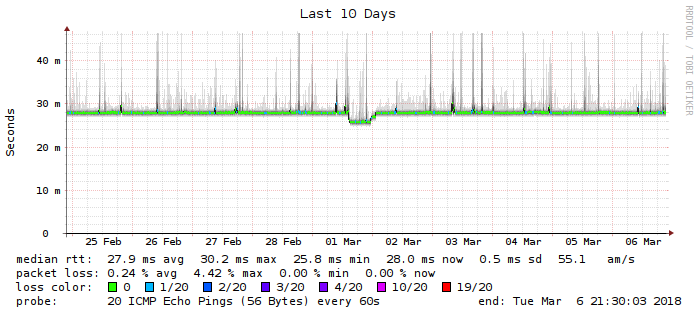 Last 10 Days
RRDTOOL / TOBI OETIKER
Seconds
40 m
30 m
20 m
10 m
0
25 Feb 26 Feb 27 Feb 28 Feb 01 Mar 02 Mar 03 Mar 04 Mar 05 Mar 06 Mar
median rtt: 27.9 ms avg 30.2 ms max 25.8 ms min 28.0 ms now 0.5 ms sd 55.1 am/s
packet loss: 0.24 % avg 4.42 % max 0.00 % min 0.00 % now
loss color: 0 1/20 2/20 3/20 4/20 10/20 19/20
probe: 20 ICMP Echo Pings (56 Bytes) every 60s end: Tue Mar 6 21:30:03 2018